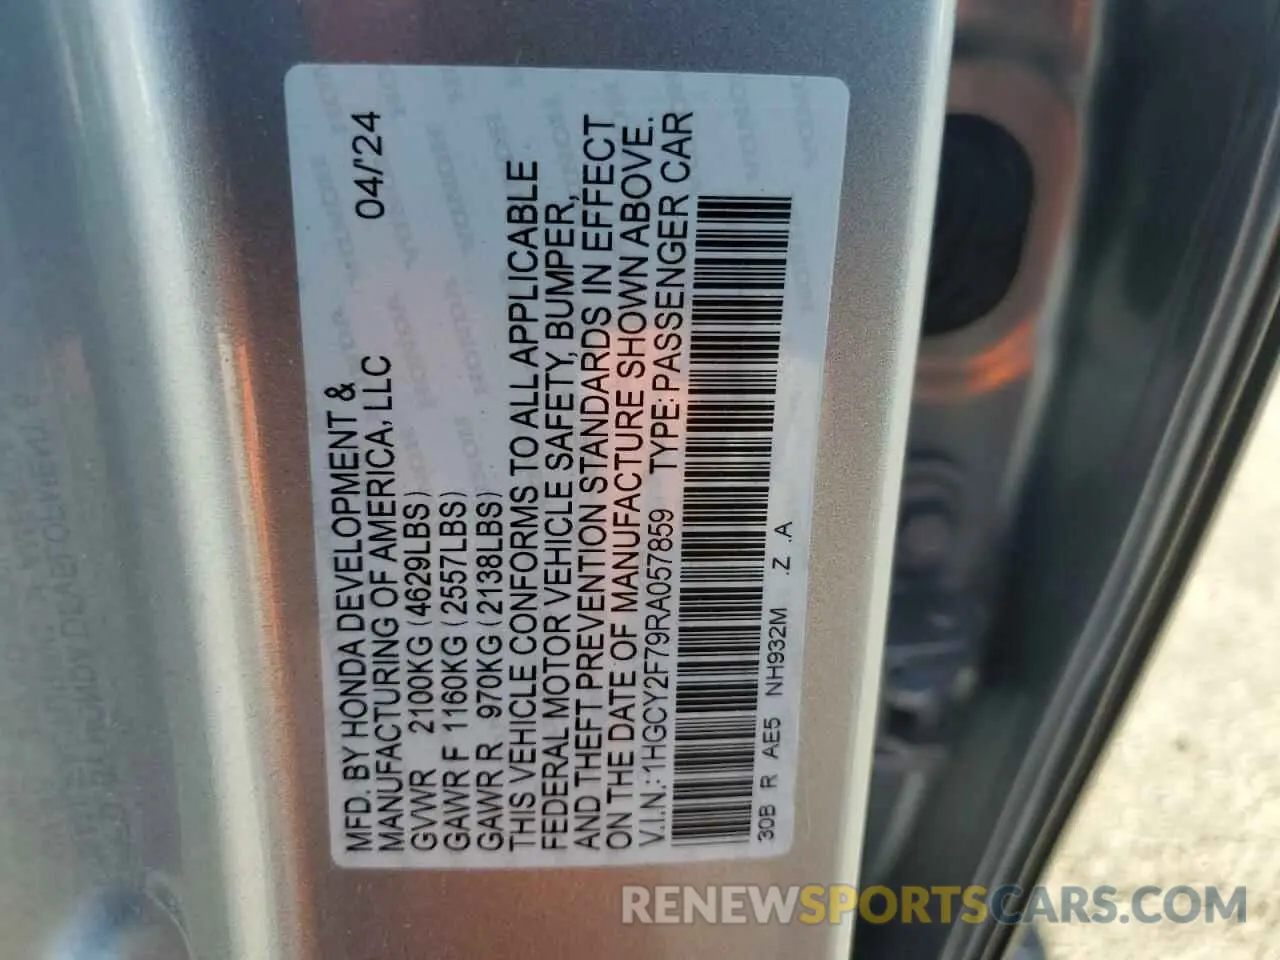 MFD. BY HONDA DEVELOPMENT &
MANUFACTURING OF AMERICA, LLC 04/'24
GVWR 2100KG (4629LBS)
GAWR F 1160KG (2557LBS)
GAWR R 970KG (2138LBS)
THIS VEHICLE CONFORMS TO ALL APPLICABLE
FEDERAL MOTOR VEHICLE SAFETY, BUMPER,
AND THEFT PREVENTION STANDARDS IN EFFECT
ON THE DATE OF MANUFACTURE SHOWN ABOVE.
V.I.N.: 1HGCY2F79RA057859 TYPE: PASSENGER CAR
30B R AE5 NH932M .Z .A
RENEWSPORTSCARS.COM